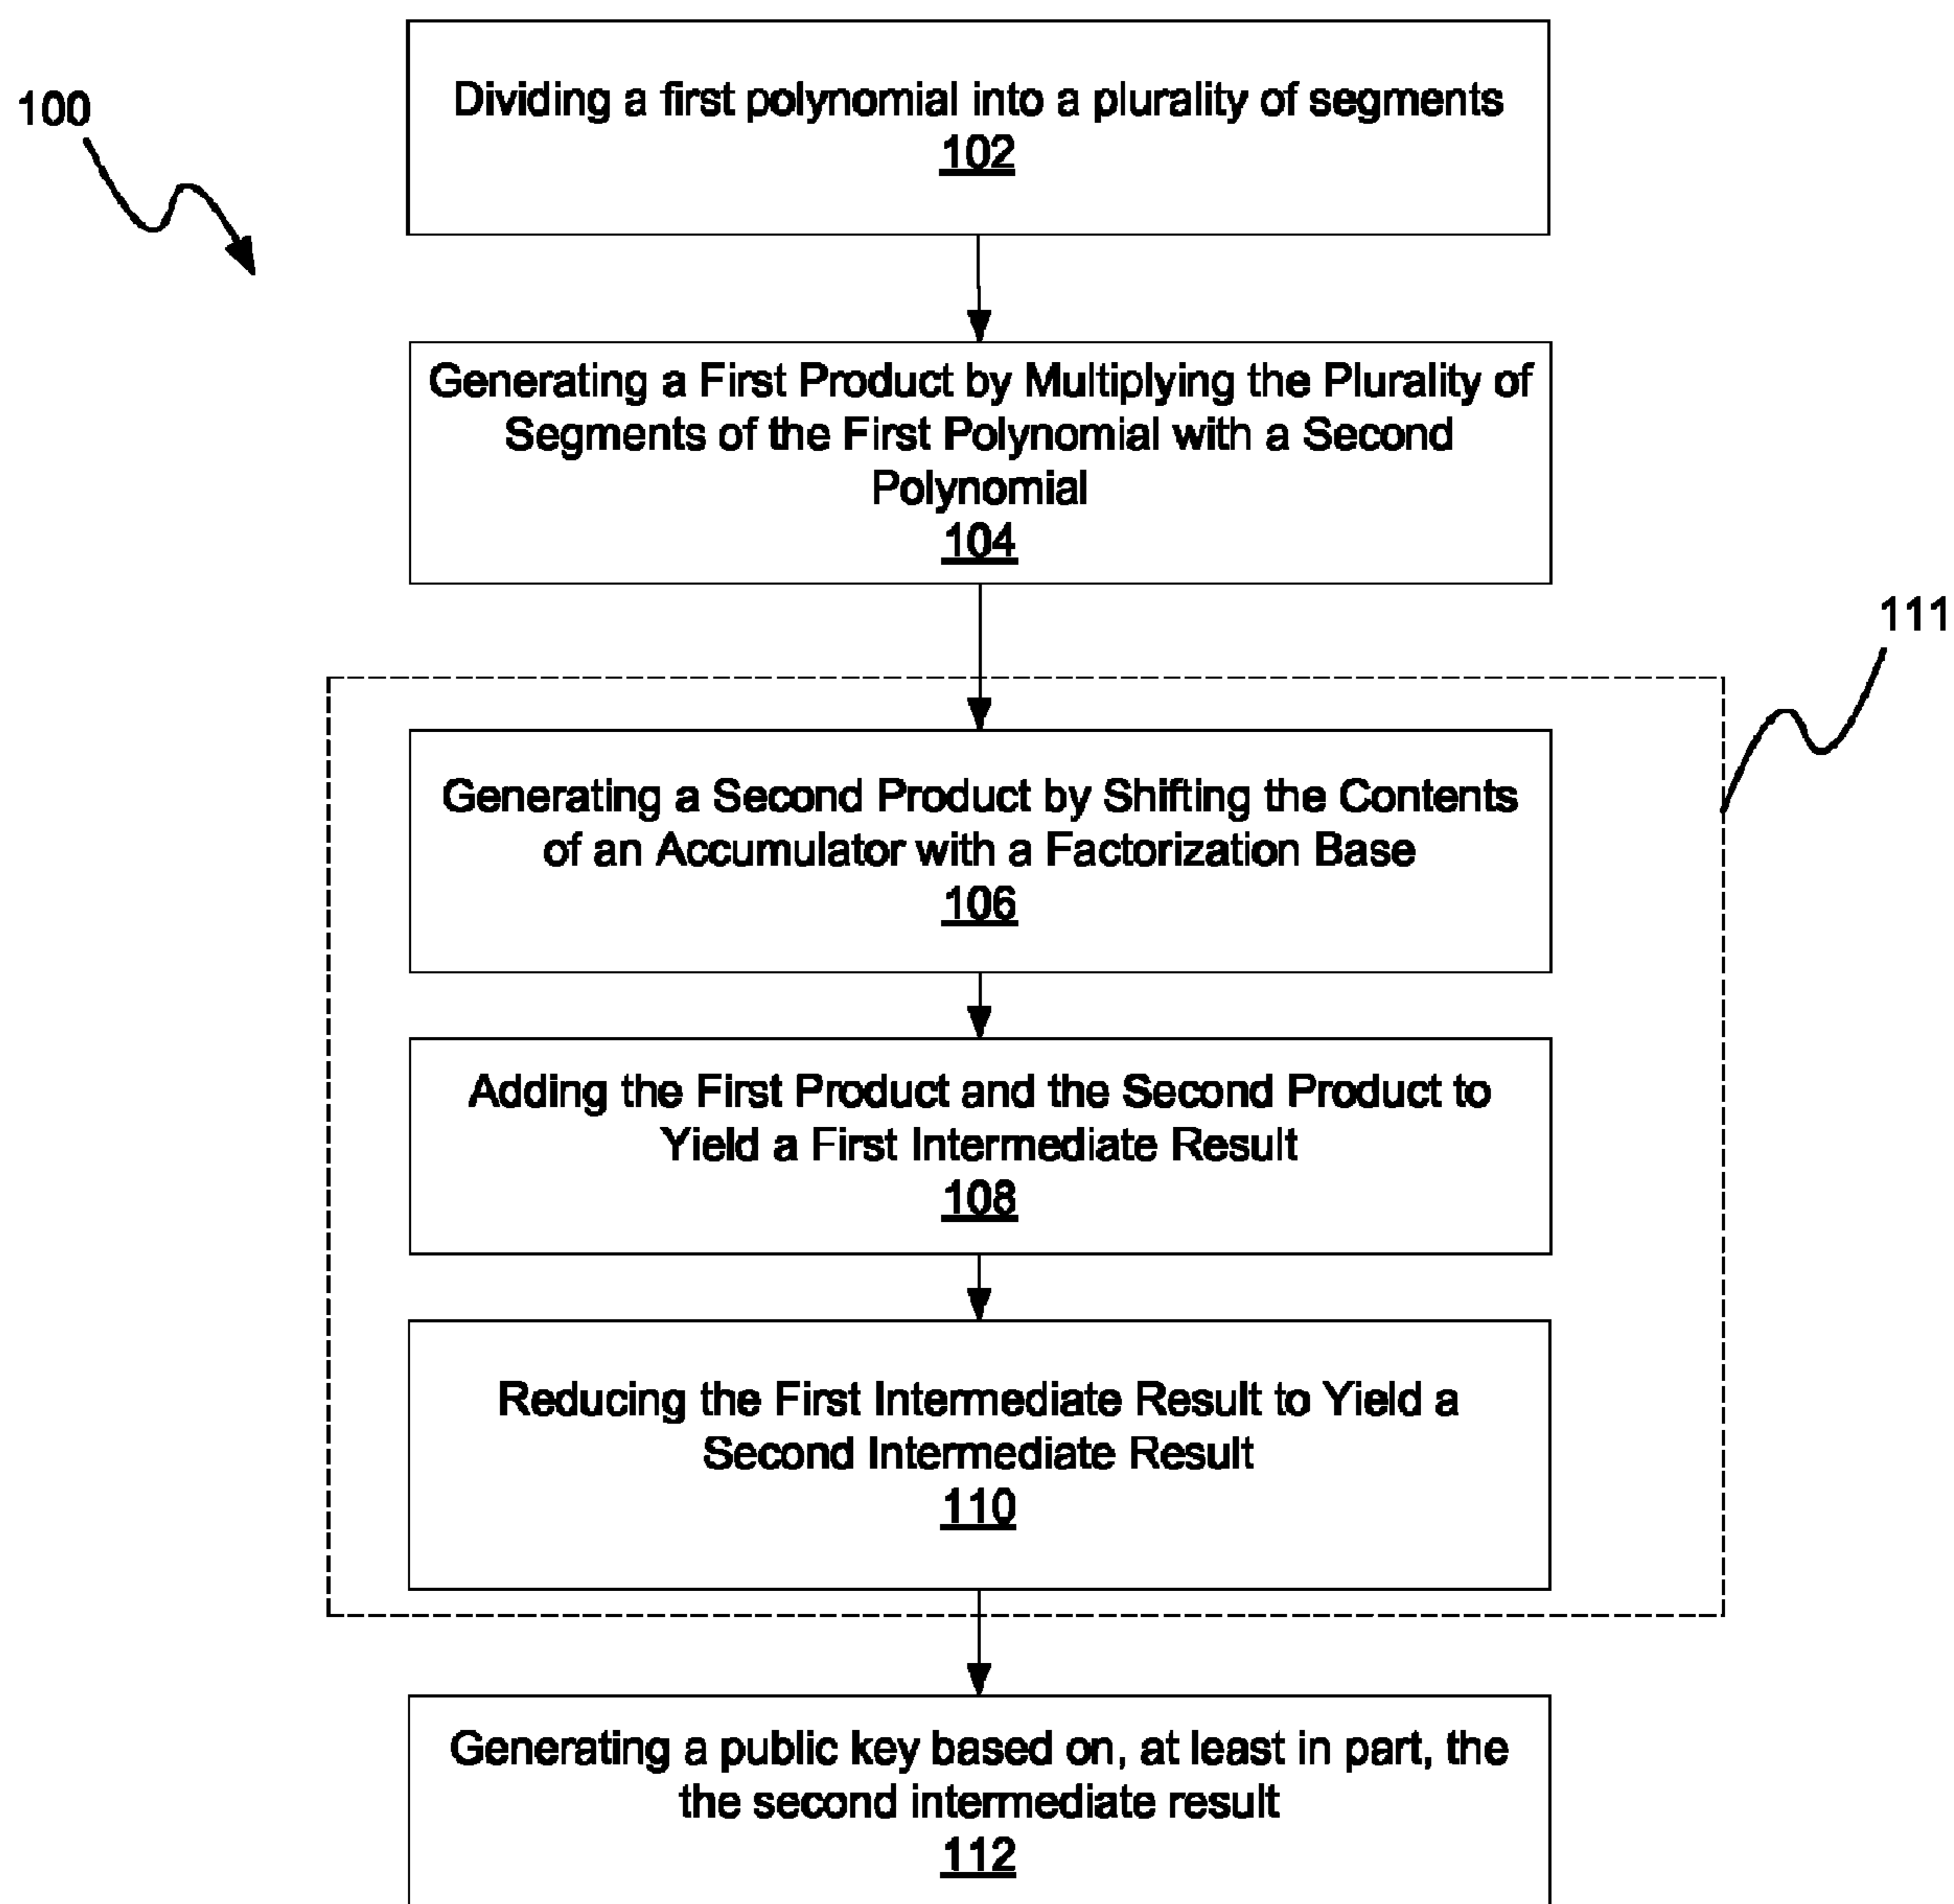 100
Dividing a first polynomial into a plurality of segments
102
Generating a First Product by Multiplying the Plurality of
Segments of the First Polynomial with a Second
Polynomial
104
111
Generating a Second Product by Shifting the Contents
of an Accumulator with a Factorization Base
106
Adding the First Product and the Second Product to
Yield a First Intermediate Result
108
Reducing the First Intermediate Result to Yield a
Second Intermediate Result
110
Generating a public key based on, at least in part, the
the second intermediate result
112